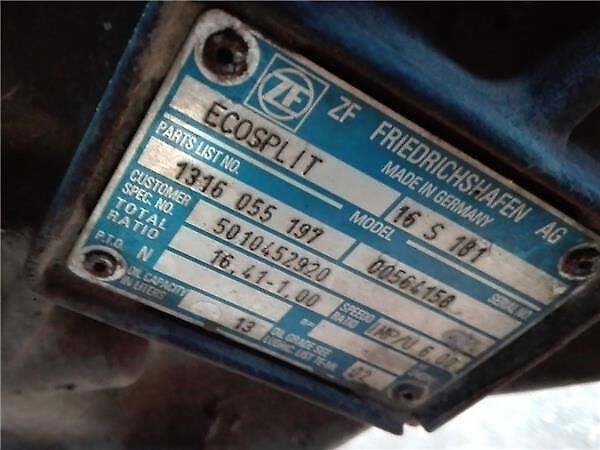 ZF
ZF FRIEDRICHSHAFEN AG
MADE IN GERMANY
ECOSPLIT
16 S 181
PARTS LIST NO.
MODEL
SERIAL NO.
1316 055 197
00564158
CUSTOMER
SPEC. NO.
5010452920
TOTAL
RATIO
16,41-1,00
SPEEDO
RATIO
IMP/U 6,0
P.T.O. N
n=
OIL CAPACITY
IN LITERS
13
OIL GRADE SEE
LUBRIC. LIST TE-ML
02